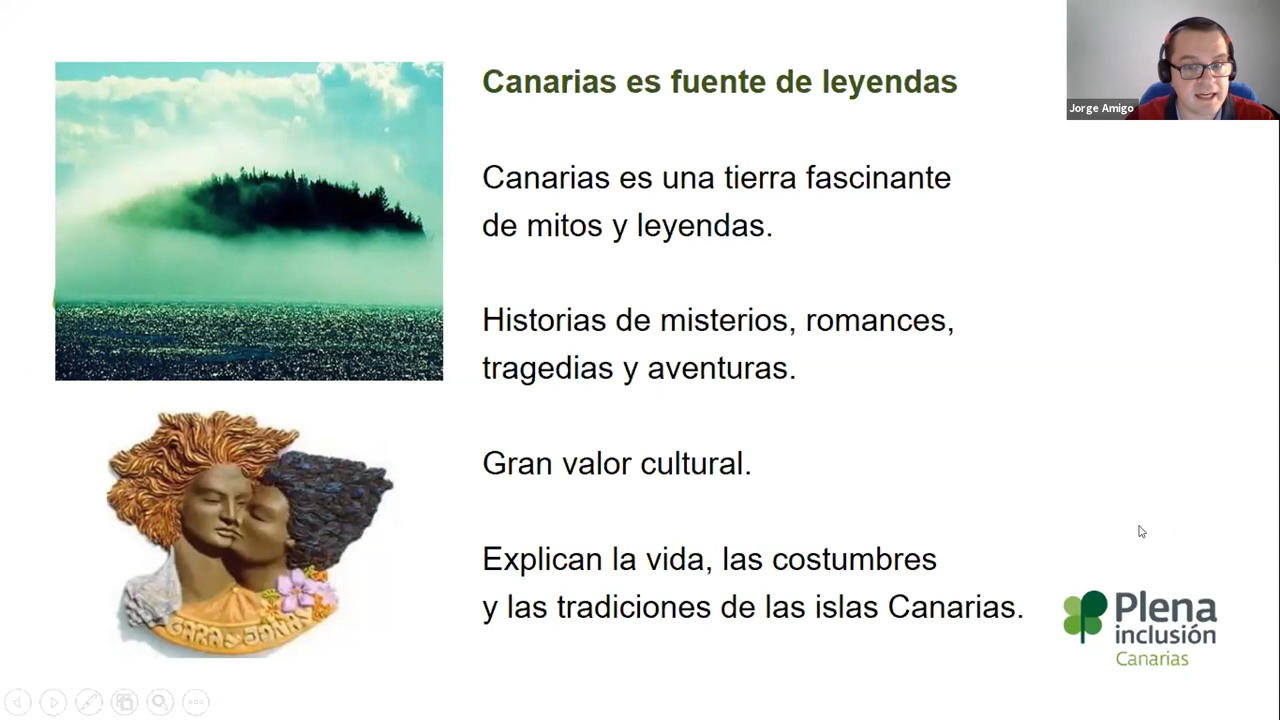 Canarias es fuente de leyendas
Jorge Amigo
Canarias es una tierra fascinante
de mitos y leyendas.
Historias de misterios, romances,
tragedias y aventuras.
Gran valor cultural.
Explican la vida, las costumbres
y las tradiciones de las islas Canarias.
GARA Y JONAY
Plena
inclusión
Canarias